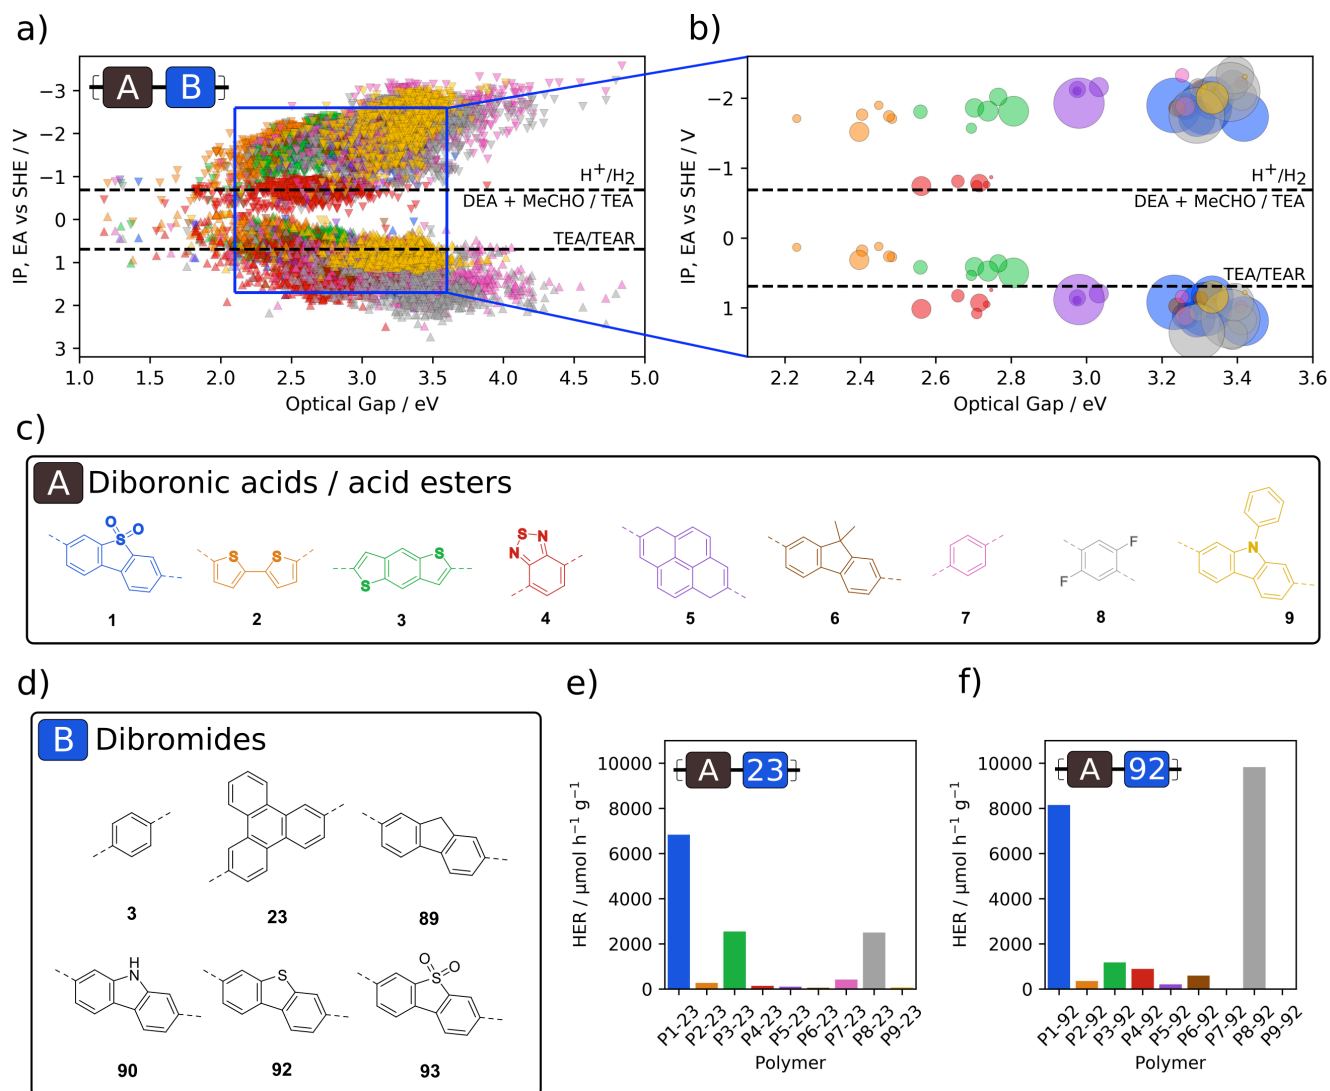 a)
A B
IP, EA vs SHE / V
−3
−2
−1
0
1
2
3
H⁺/H₂
DEA + MeCHO / TEA
TEA/TEAR
1.0 1.5 2.0 2.5 3.0 3.5 4.0 4.5 5.0
Optical Gap / eV
b)
IP, EA vs SHE / V
−2
−1
0
1
H⁺/H₂
DEA + MeCHO / TEA
TEA/TEAR
2.2 2.4 2.6 2.8 3.0 3.2 3.4 3.6
Optical Gap / eV
c)
A Diboronic acids / acid esters
O O S
S S
S S
N S N
F F
N
1 2 3 4 5 6 7 8 9
d)
B Dibromides
3 23 89
H N
S
O O S
90 92 93
e)
A 23
HER / μmol h⁻¹ g⁻¹
10000
8000
6000
4000
2000
0
P1-23 P2-23 P3-23 P4-23 P5-23 P6-23 P7-23 P8-23 P9-23
Polymer
f)
A 92
HER / μmol h⁻¹ g⁻¹
10000
8000
6000
4000
2000
0
P1-92 P2-92 P3-92 P4-92 P5-92 P6-92 P7-92 P8-92 P9-92
Polymer